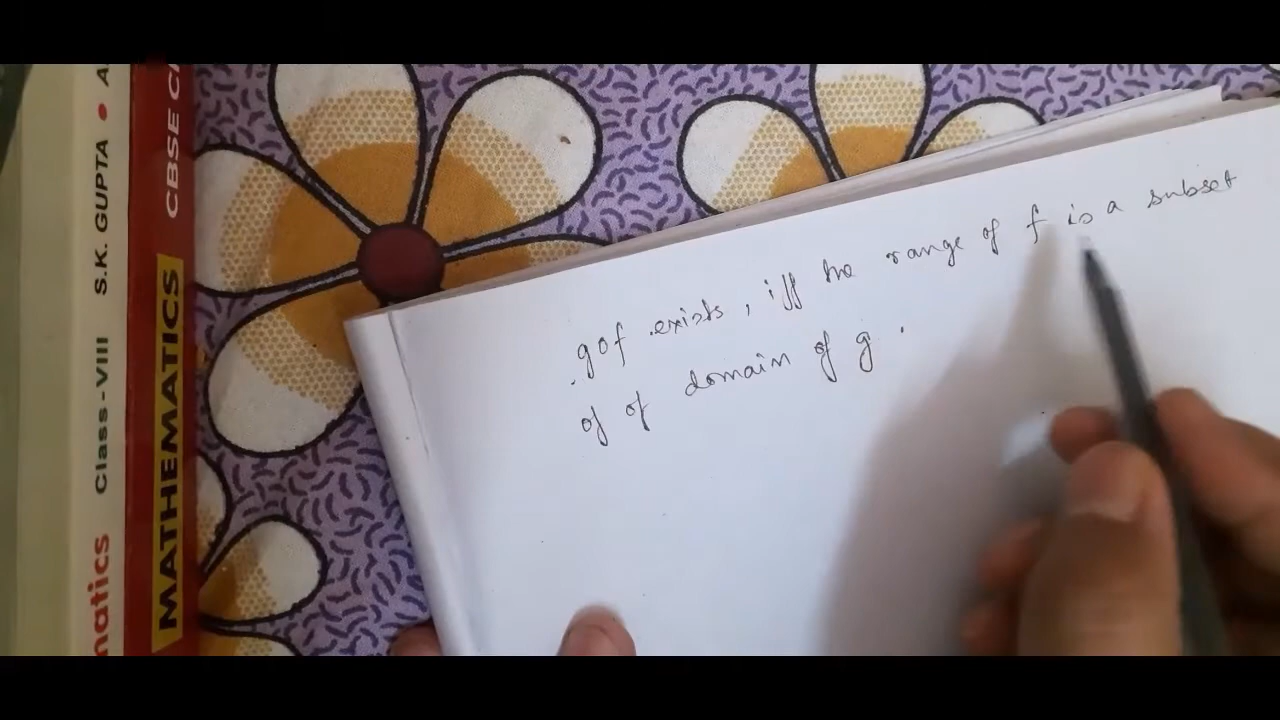 gof exists, iff the range of f is a subset
of of domain of g.
S.K. GUPTA • A
Class-VIII
matics
MATHEMATICS
CBSE C